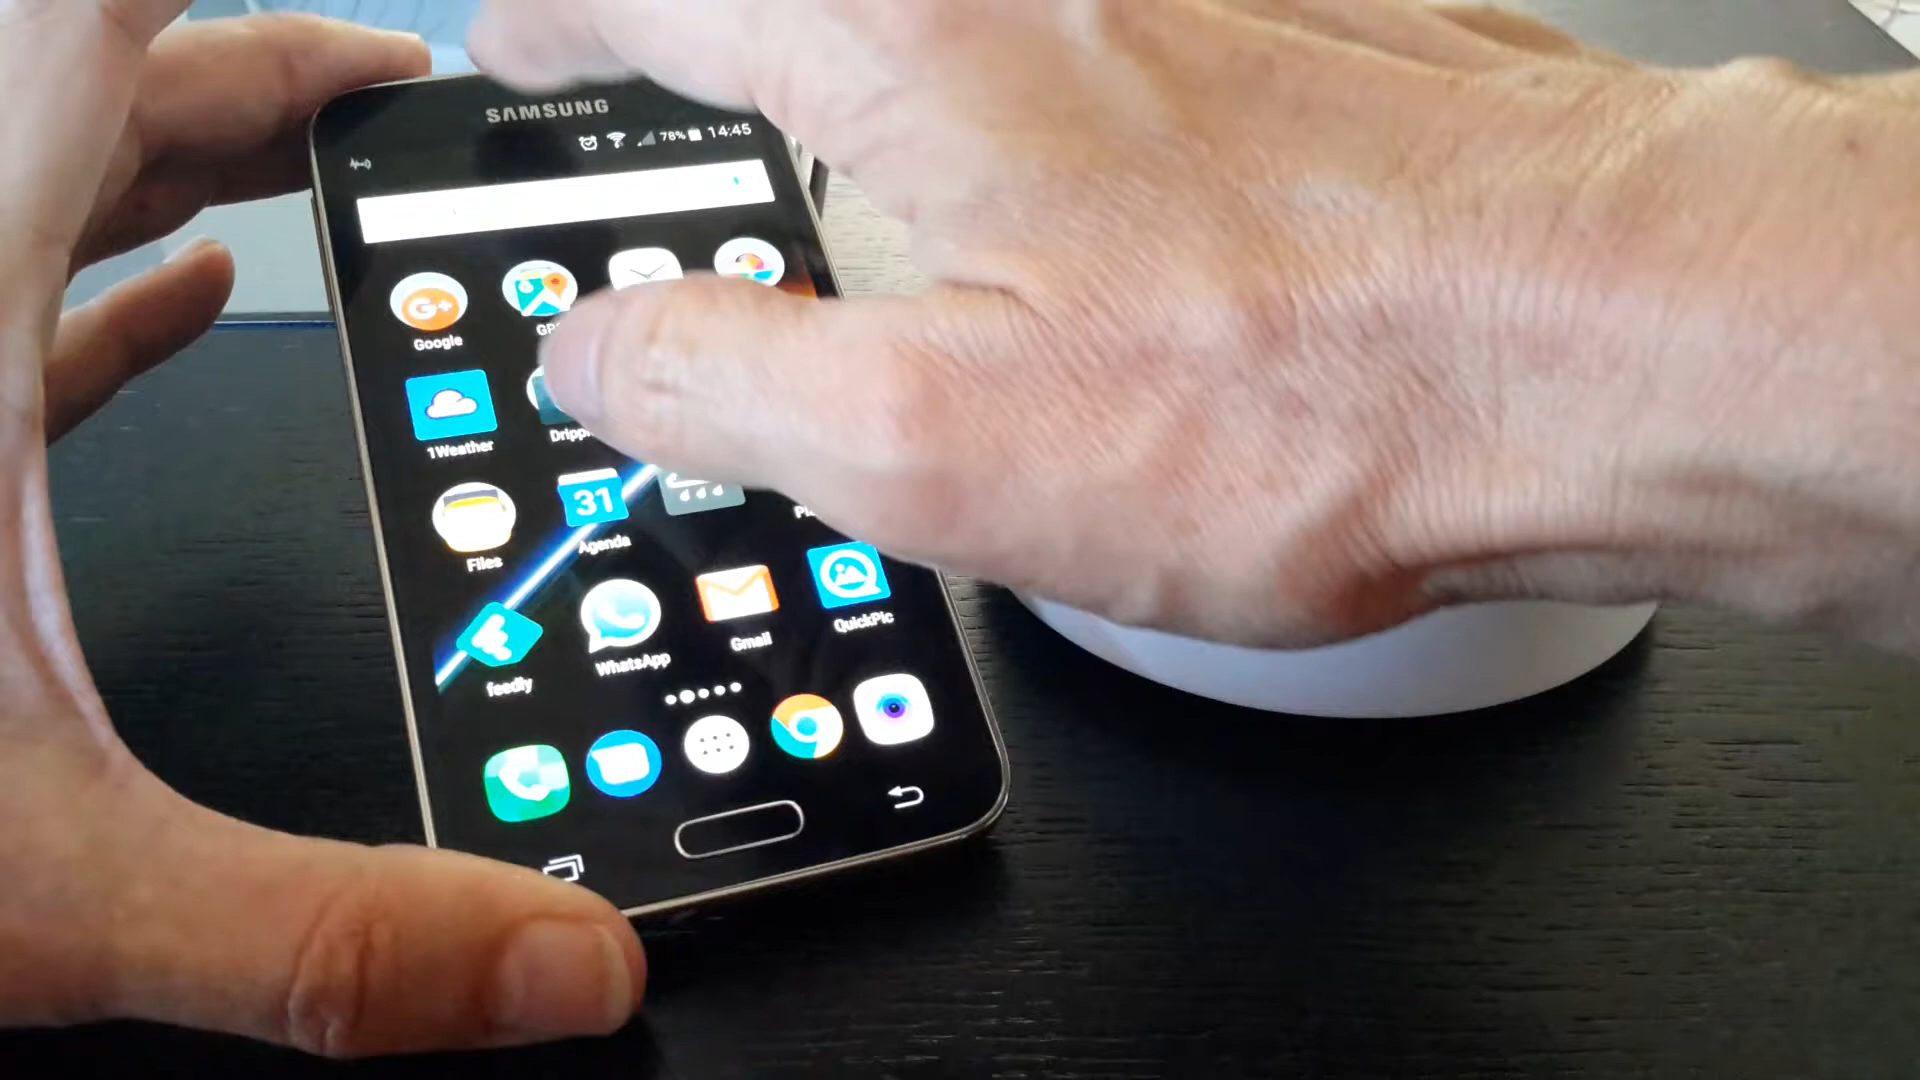 SAMSUNG
78% 14:45
G+
Google
1Weather
31
Files
Agenda
feedly
WhatsApp
Gmail
QuickPic